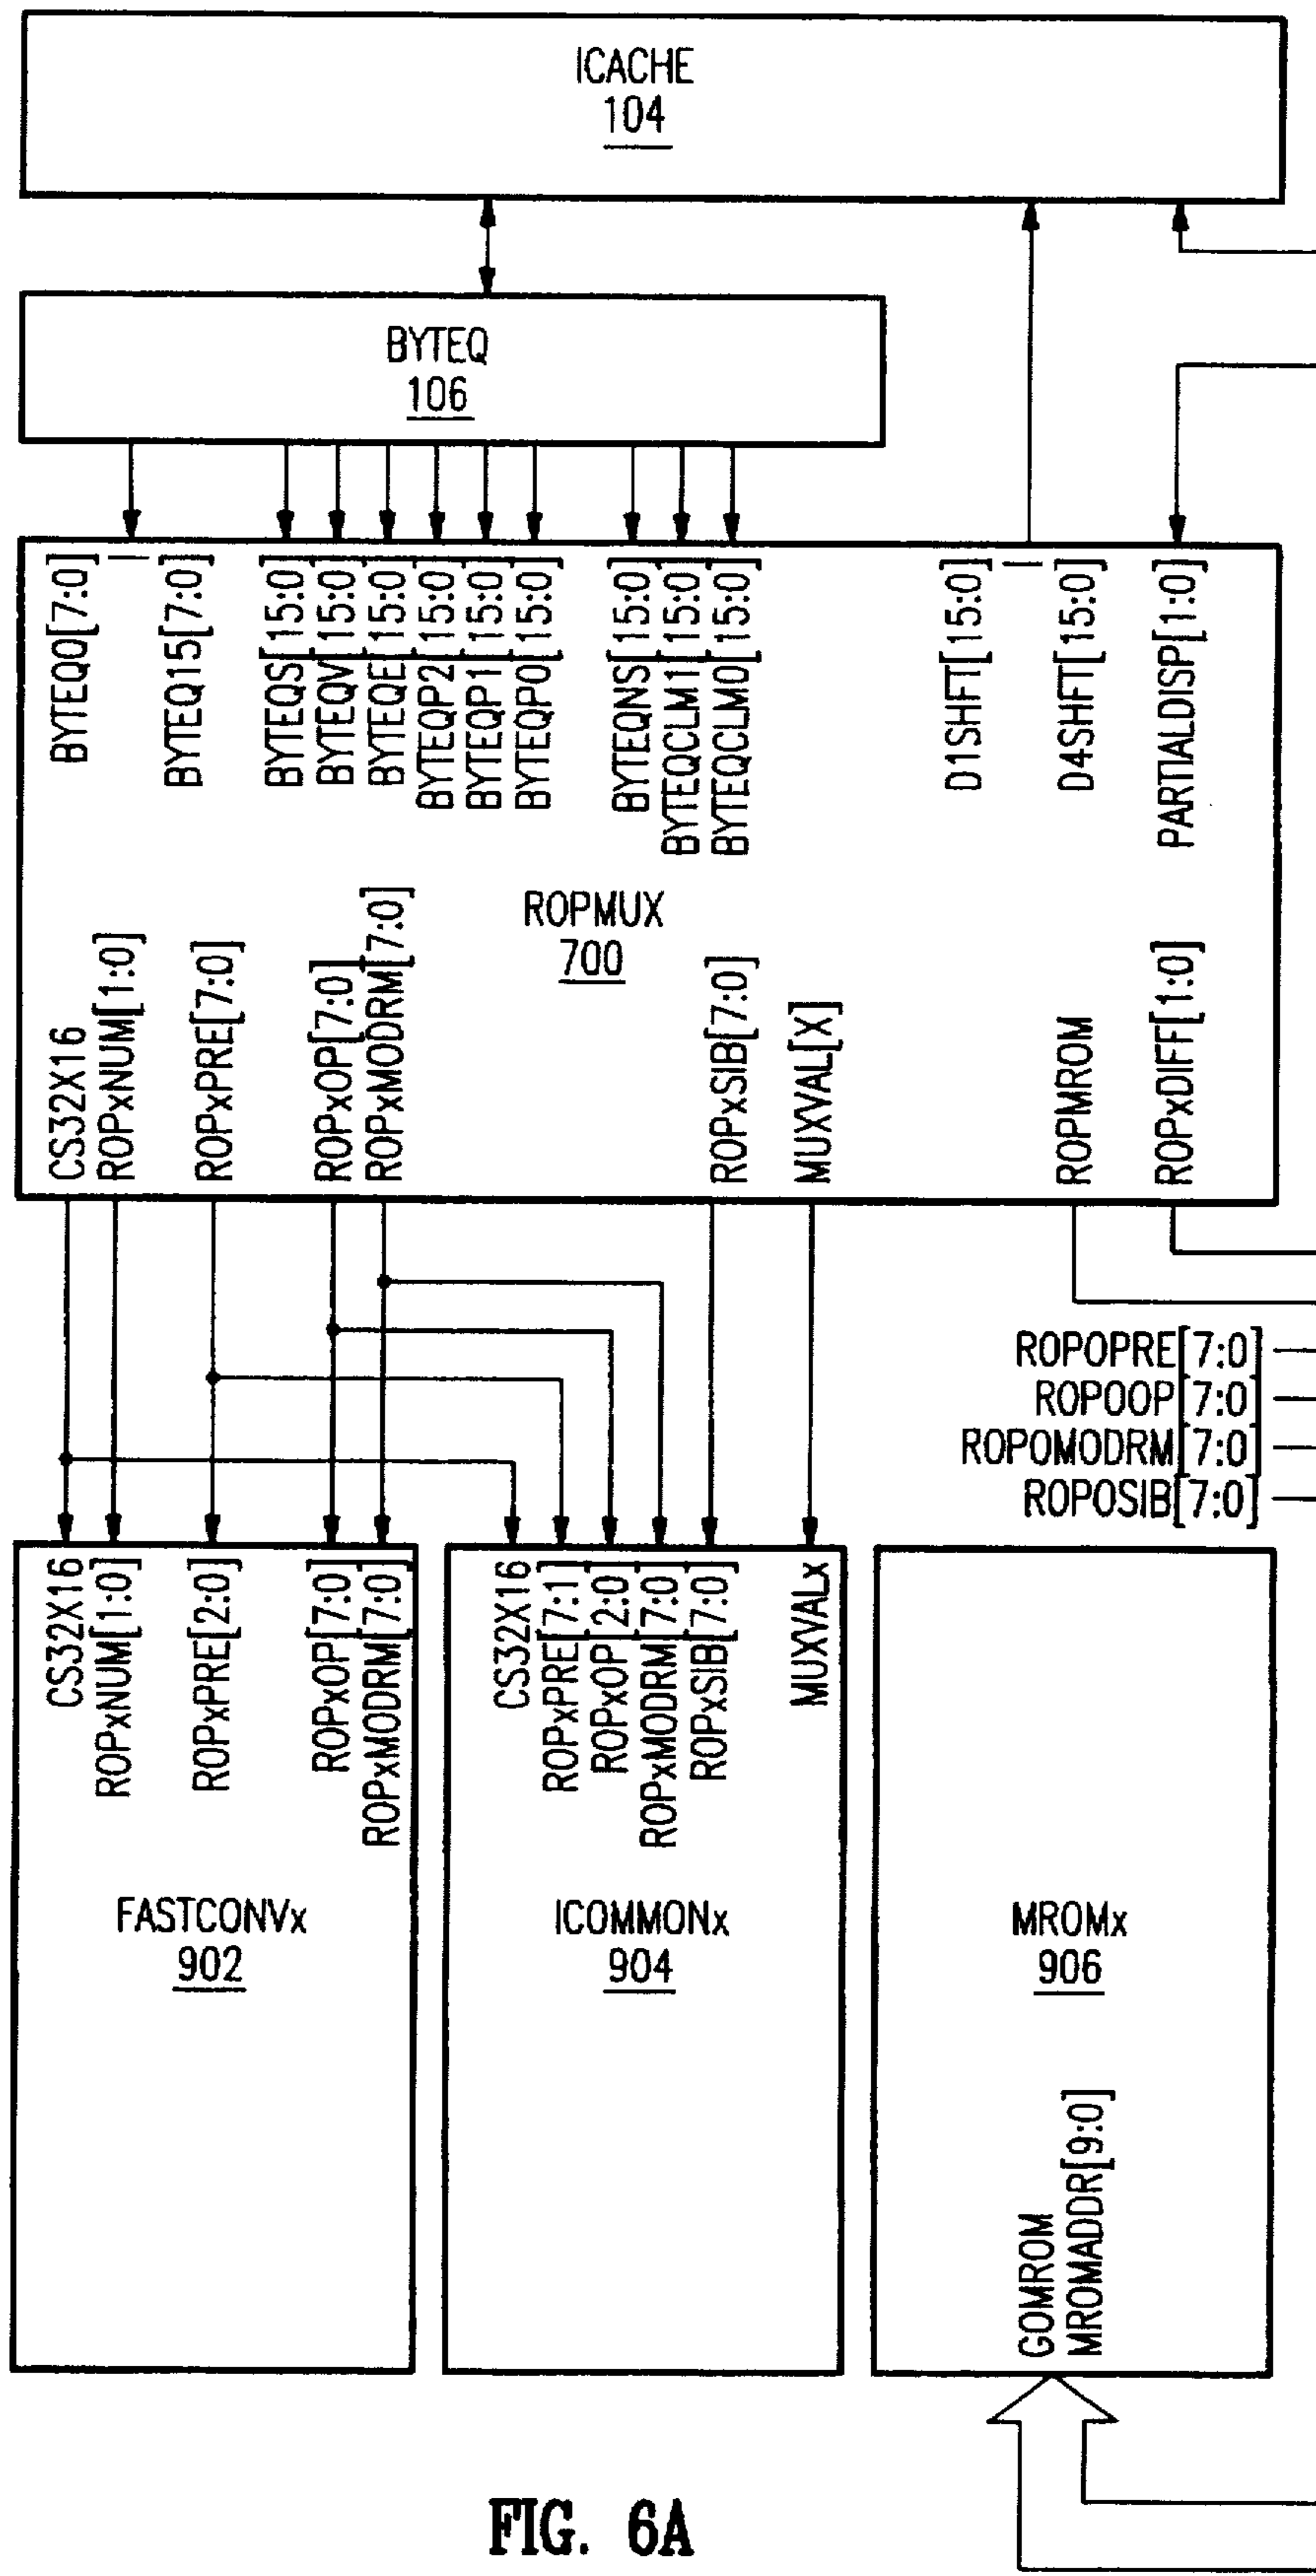 ICACHE
104
BYTEQ
106
BYTEQ0[7:0]
|
BYTEQ15[7:0]
BYTEQS[15:0]
BYTEQV[15:0]
BYTEQE[15:0]
BYTEQP2[15:0]
BYTEQP1[15:0]
BYTEQP0[15:0]
BYTEQNS[15:0]
BYTEQCLM1[15:0]
BYTEQCLM0[15:0]
D1SHFT[15:0]
|
D4SHFT[15:0]
PARTIALDISP[1:0]
ROPMUX
700
CS32X16
ROPxNUM[1:0]
ROPxPRE[7:0]
ROPxOP[7:0]
ROPxMODRM[7:0]
ROPxSIB[7:0]
MUXVAL[X]
ROPMROM
ROPxDIFF[1:0]
ROP0PRE[7:0]
ROP0OP[7:0]
ROP0MODRM[7:0]
ROP0SIB[7:0]
CS32X16
ROPxNUM[1:0]
ROPxPRE[2:0]
ROPxOP[7:0]
ROPxMODRM[7:0]
FASTCONVx
902
CS32X16
ROPxPRE[7:1]
ROPxOP[2:0]
ROPxMODRM[7:0]
ROPxSIB[7:0]
MUXVALx
ICOMMONx
904
MROMx
906
GOMROM
MROMADDR[9:0]
FIG. 6A